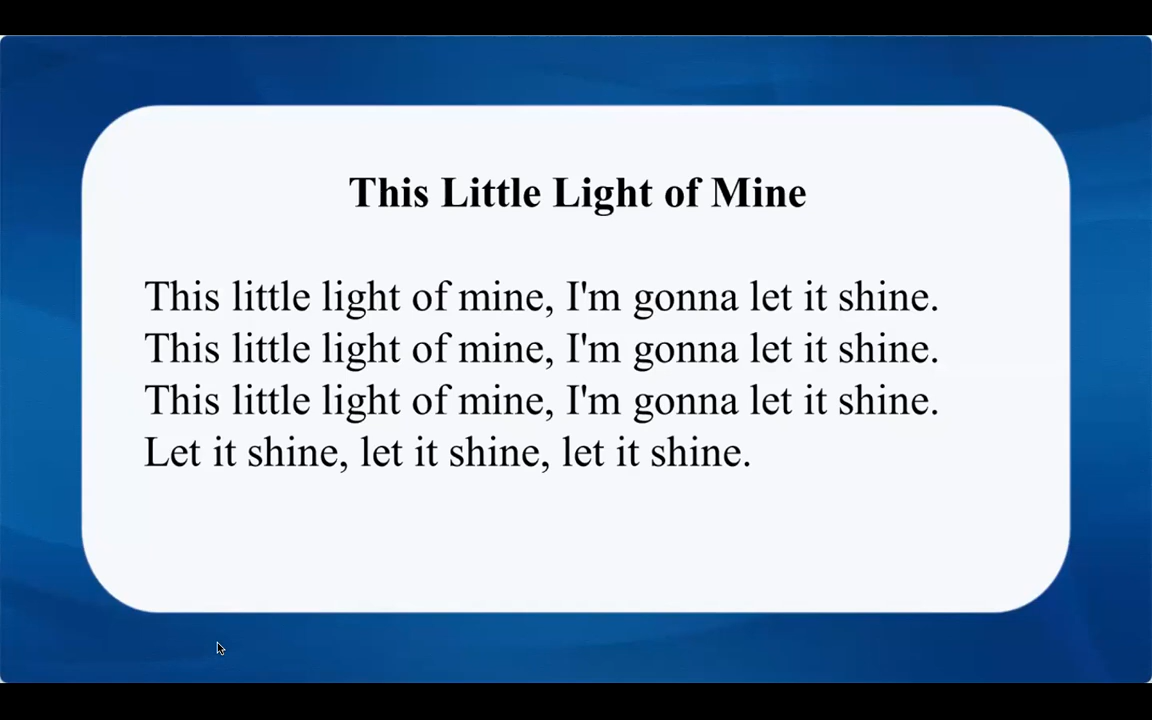 This Little Light of Mine
This little light of mine, I'm gonna let it shine.
This little light of mine, I'm gonna let it shine.
This little light of mine, I'm gonna let it shine.
Let it shine, let it shine, let it shine.